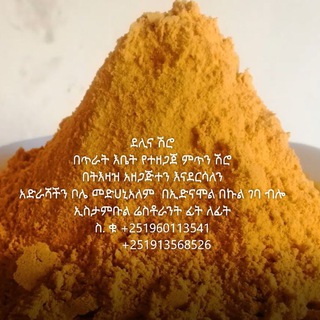 ደሊና ሽሮ
በጥራት እቤት የተዘጋጀ ምጥን ሽሮ
በትእዛዝ አዘጋጅተን እናደርሳለን
አድራሻችን ቦሌ መድሀኒአለም በኢድናሞል በኩል ገባ ብሎ
ኢስታምቡል ሬስቶራንት ፊት ለፊት
ስ. ቁ +251960113541
+251913568526